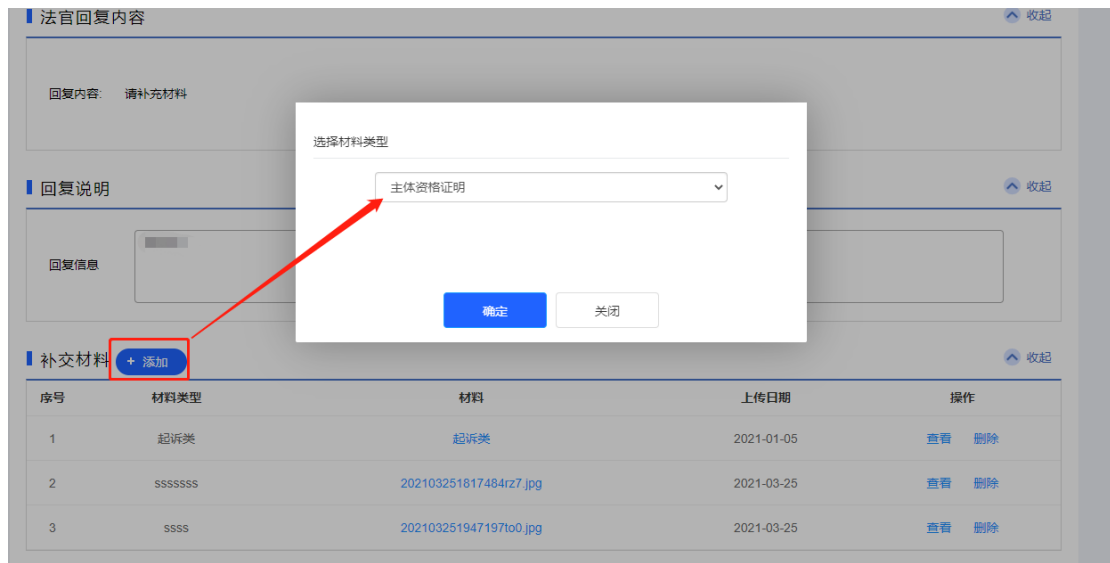 法官回复内容 收起
回复内容: 请补充材料
选择材料类型
主体资格证明
回复说明 收起
回复信息
确定 关闭
补交材料 + 添加 收起
序号 材料类型 材料 上传日期 操作
1 起诉类 起诉类 2021-01-05 查看 删除
2 sssssss 202103251817484rz7.jpg 2021-03-25 查看 删除
3 ssss 202103251947197to0.jpg 2021-03-25 查看 删除